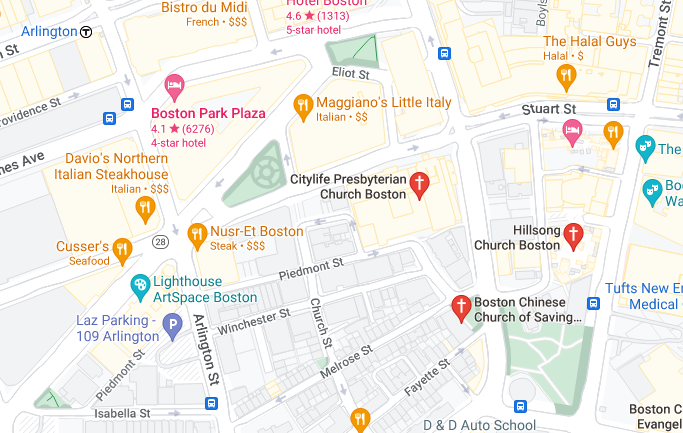 Bistro du Midi
French • $$$
Hotel Boston
4.6 ★ (1313)
5-star hotel
Boyls
Arlington
Tremont St
The Halal Guys
Halal • $
Eliot St
n St
Providence St
Boston Park Plaza
4.1 ★ (6276)
4-star hotel
Maggiano's Little Italy
Italian • $$
Stuart St
mes Ave
The
Davio's Northern
Italian Steakhouse
Italian • $$$
Citylife Presbyterian
Church Boston
Boc
Wa
Nusr-Et Boston
Steak • $$$
Hillsong
Church Boston
28
Cusser's
Seafood
Piedmont St
Lighthouse
ArtSpace Boston
Tufts New En
Medical
Boston Chinese
Church of Saving...
Winchester St
Church St
Laz Parking -
109 Arlington
P
Arlington St
Melrose St
Piedmont St
Fayette St
Isabella St
D & D Auto School
Boston C
Evangel